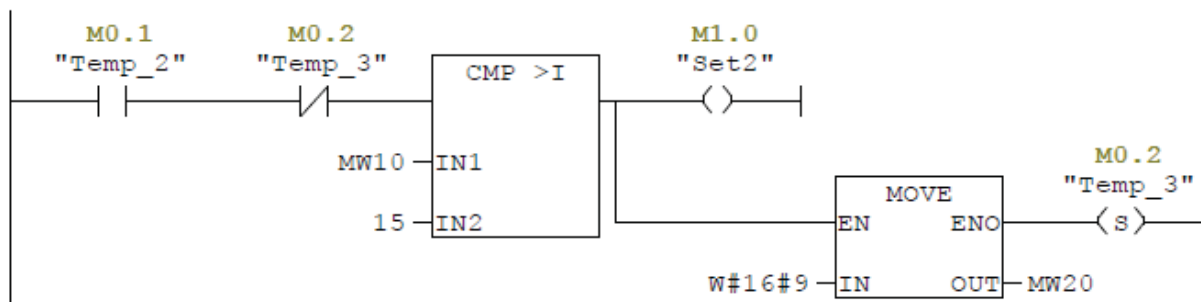 M0.1
"Temp_2"
M0.2
"Temp_3"
CMP >I
M1.0
"Set2"
MW10
IN1
15
IN2
M0.2
"Temp_3"
MOVE
EN
ENO
S
W#16#9
IN
OUT
MW20